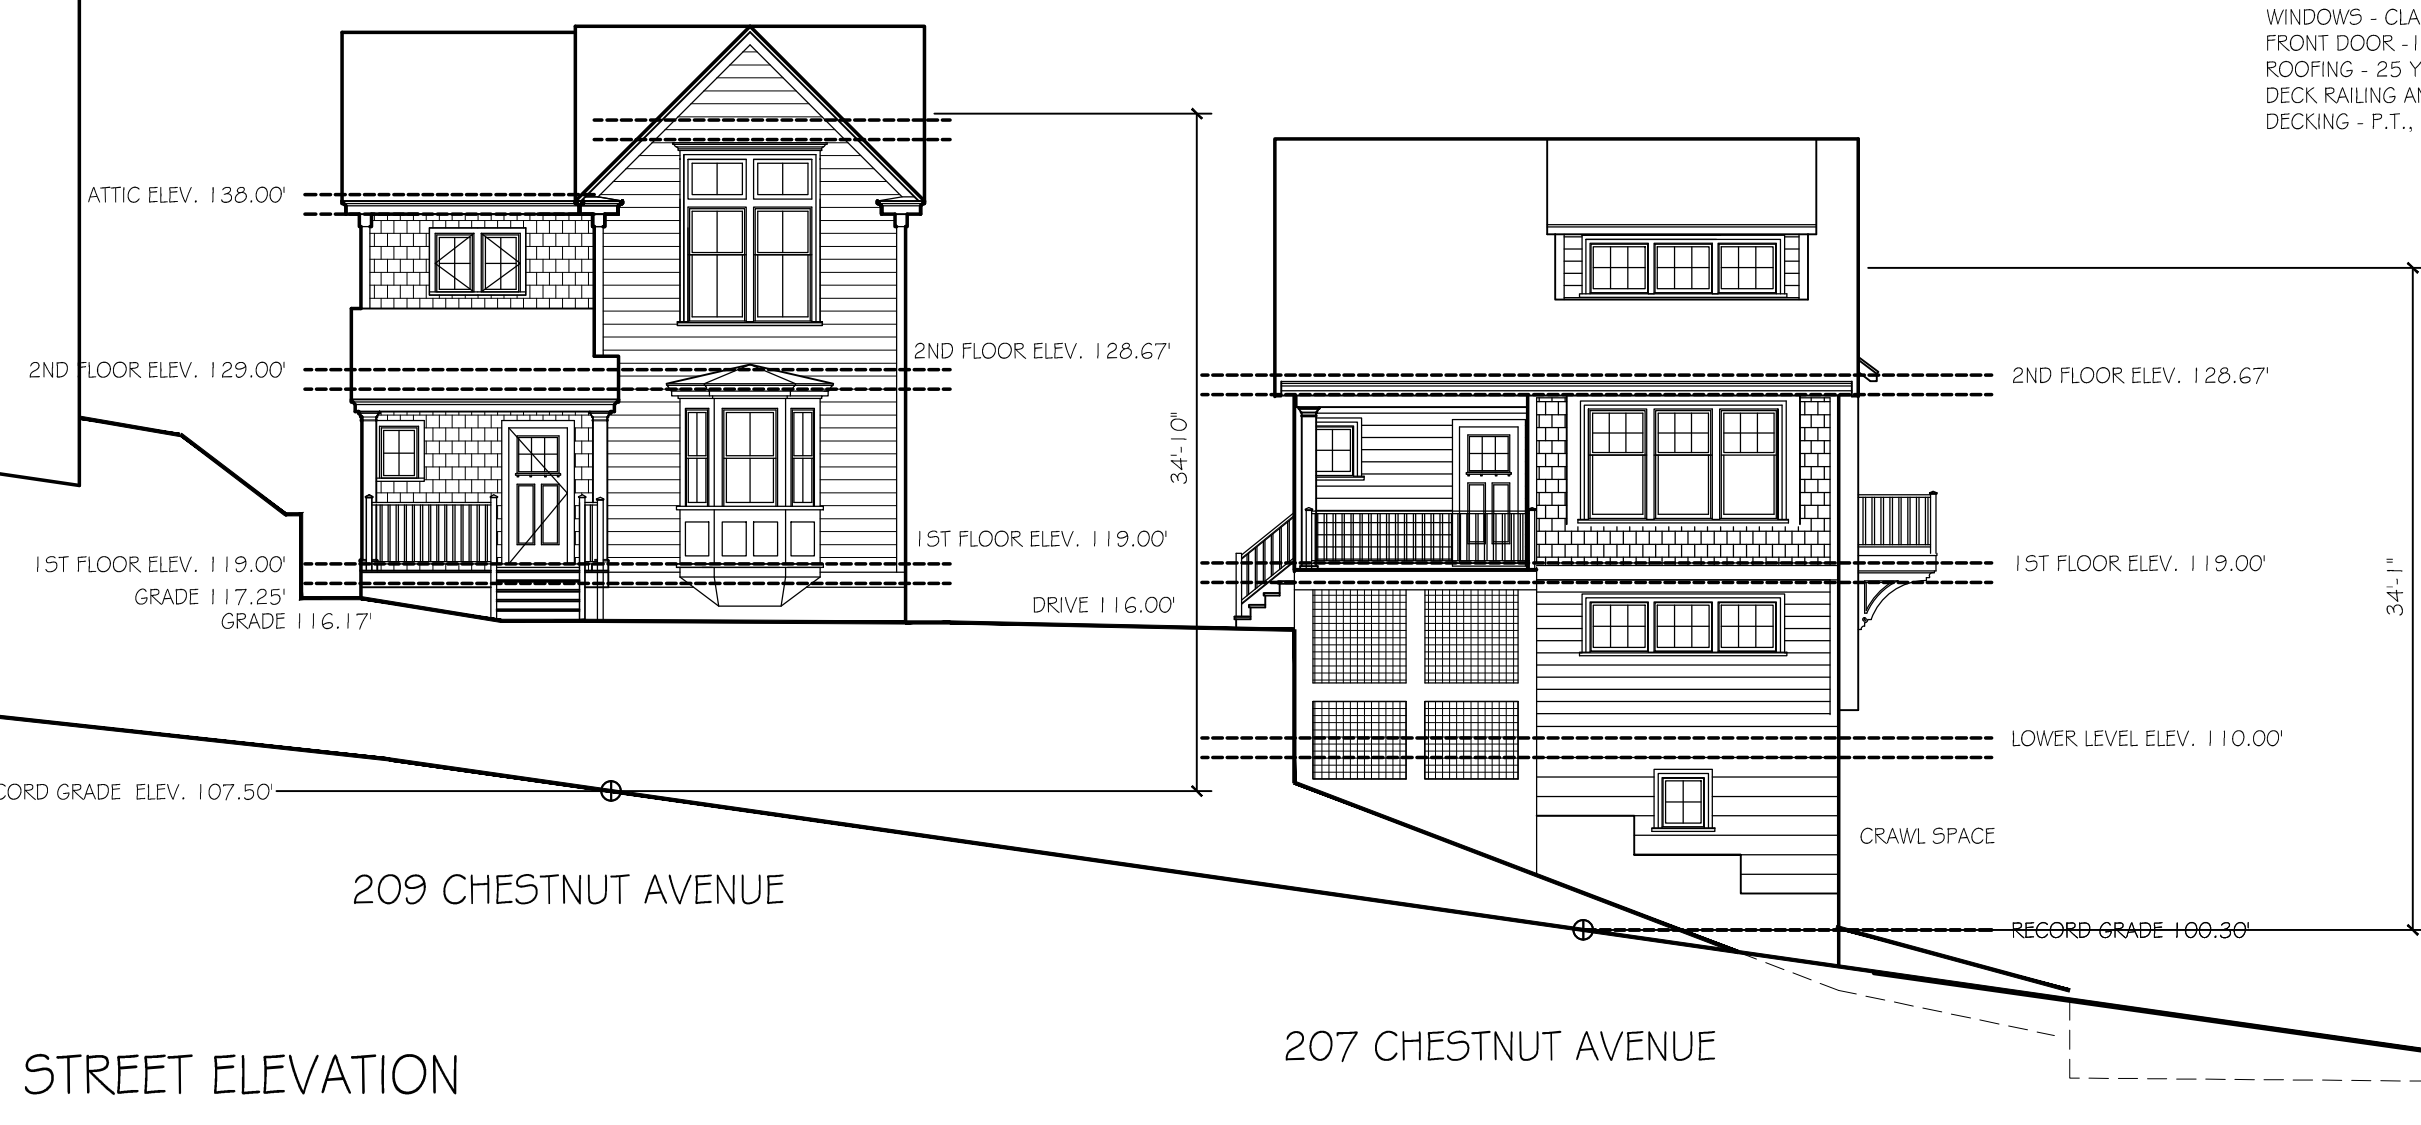 WINDOWS - CLA
FRONT DOOR -1
ROOFING - 25 Y
DECK RAILING AN
DECKING - P.T.,
ATTIC ELEV. 138.00'
2ND FLOOR ELEV. 129.00'
1ST FLOOR ELEV. 119.00'
GRADE 117.25'
GRADE 116.17'
2ND FLOOR ELEV. 128.67'
1ST FLOOR ELEV. 119.00'
DRIVE 116.00'
34'-10"
CORD GRADE ELEV. 107.50'
209 CHESTNUT AVENUE
2ND FLOOR ELEV. 128.67'
1ST FLOOR ELEV. 119.00'
34'-1"
LOWER LEVEL ELEV. 110.00'
CRAWL SPACE
RECORD GRADE 100.30'
207 CHESTNUT AVENUE
STREET ELEVATION